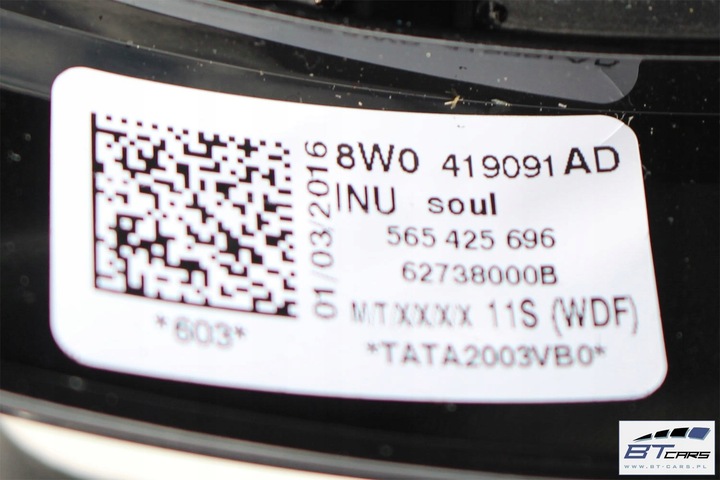 8W0 419091 AD
INU soul
565 425 696
62738000B
MTXXXX 11S (WDF)
*TATA2003VB0*
01/03/2016
*603*
BT CARS
WWW.BT-CARS.PL